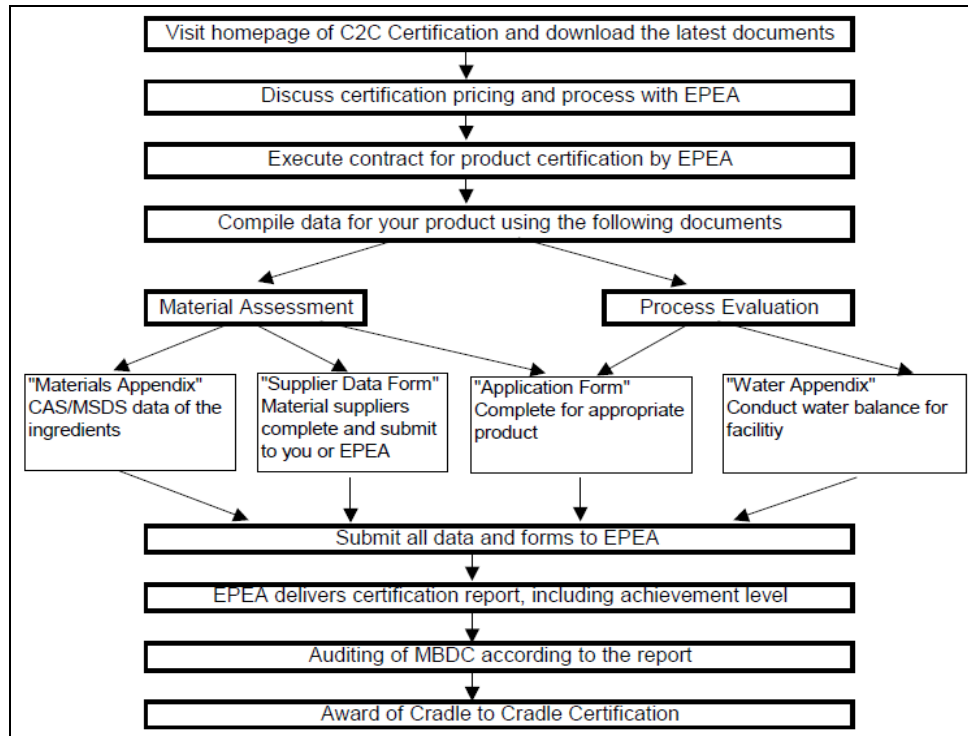 Visit homepage of C2C Certification and download the latest documents
Discuss certification pricing and process with EPEA
Execute contract for product certification by EPEA
Compile data for your product using the following documents
Material Assessment
Process Evaluation
"Materials Appendix"
CAS/MSDS data of the
ingredients
"Supplier Data Form"
Material suppliers
complete and submit
to you or EPEA
"Application Form"
Complete for appropriate
product
"Water Appendix"
Conduct water balance for
facilitiy
Submit all data and forms to EPEA
EPEA delivers certification report, including achievement level
Auditing of MBDC according to the report
Award of Cradle to Cradle Certification